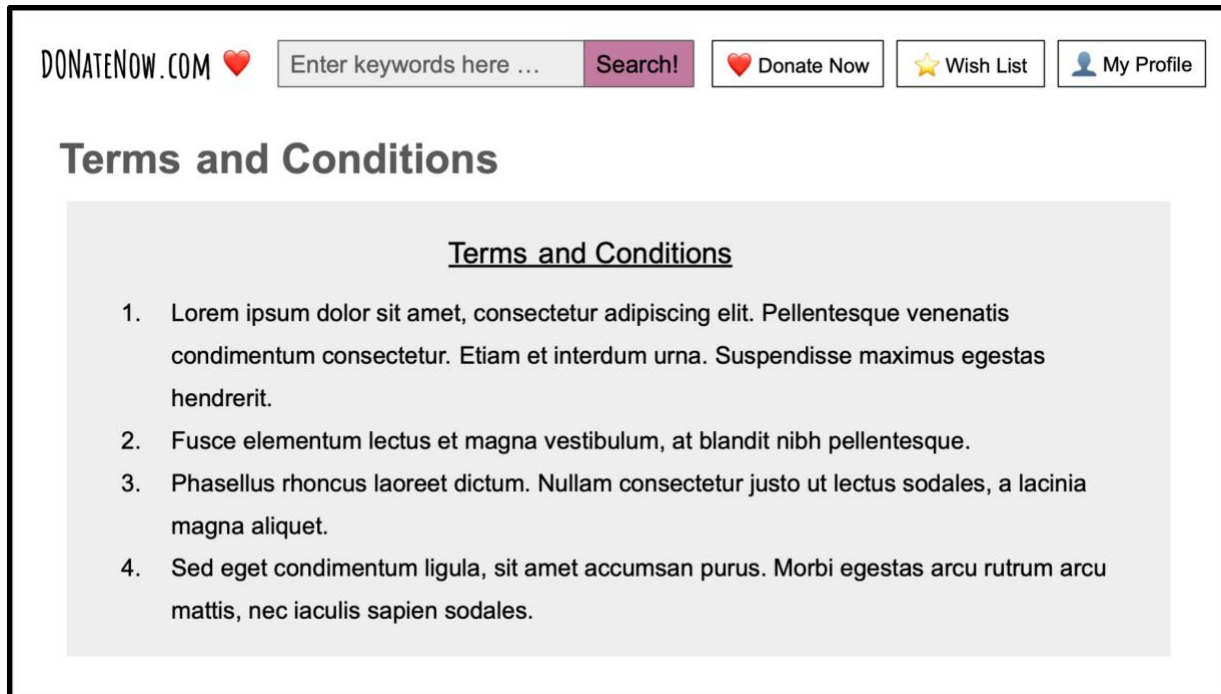 DONATENOW.COM ❤️ Enter keywords here … Search! ❤️ Donate Now ⭐ Wish List 👤 My Profile
Terms and Conditions
Terms and Conditions
1. Lorem ipsum dolor sit amet, consectetur adipiscing elit. Pellentesque venenatis
condimentum consectetur. Etiam et interdum urna. Suspendisse maximus egestas
hendrerit.
2. Fusce elementum lectus et magna vestibulum, at blandit nibh pellentesque.
3. Phasellus rhoncus laoreet dictum. Nullam consectetur justo ut lectus sodales, a lacinia
magna aliquet.
4. Sed eget condimentum ligula, sit amet accumsan purus. Morbi egestas arcu rutrum arcu
mattis, nec iaculis sapien sodales.